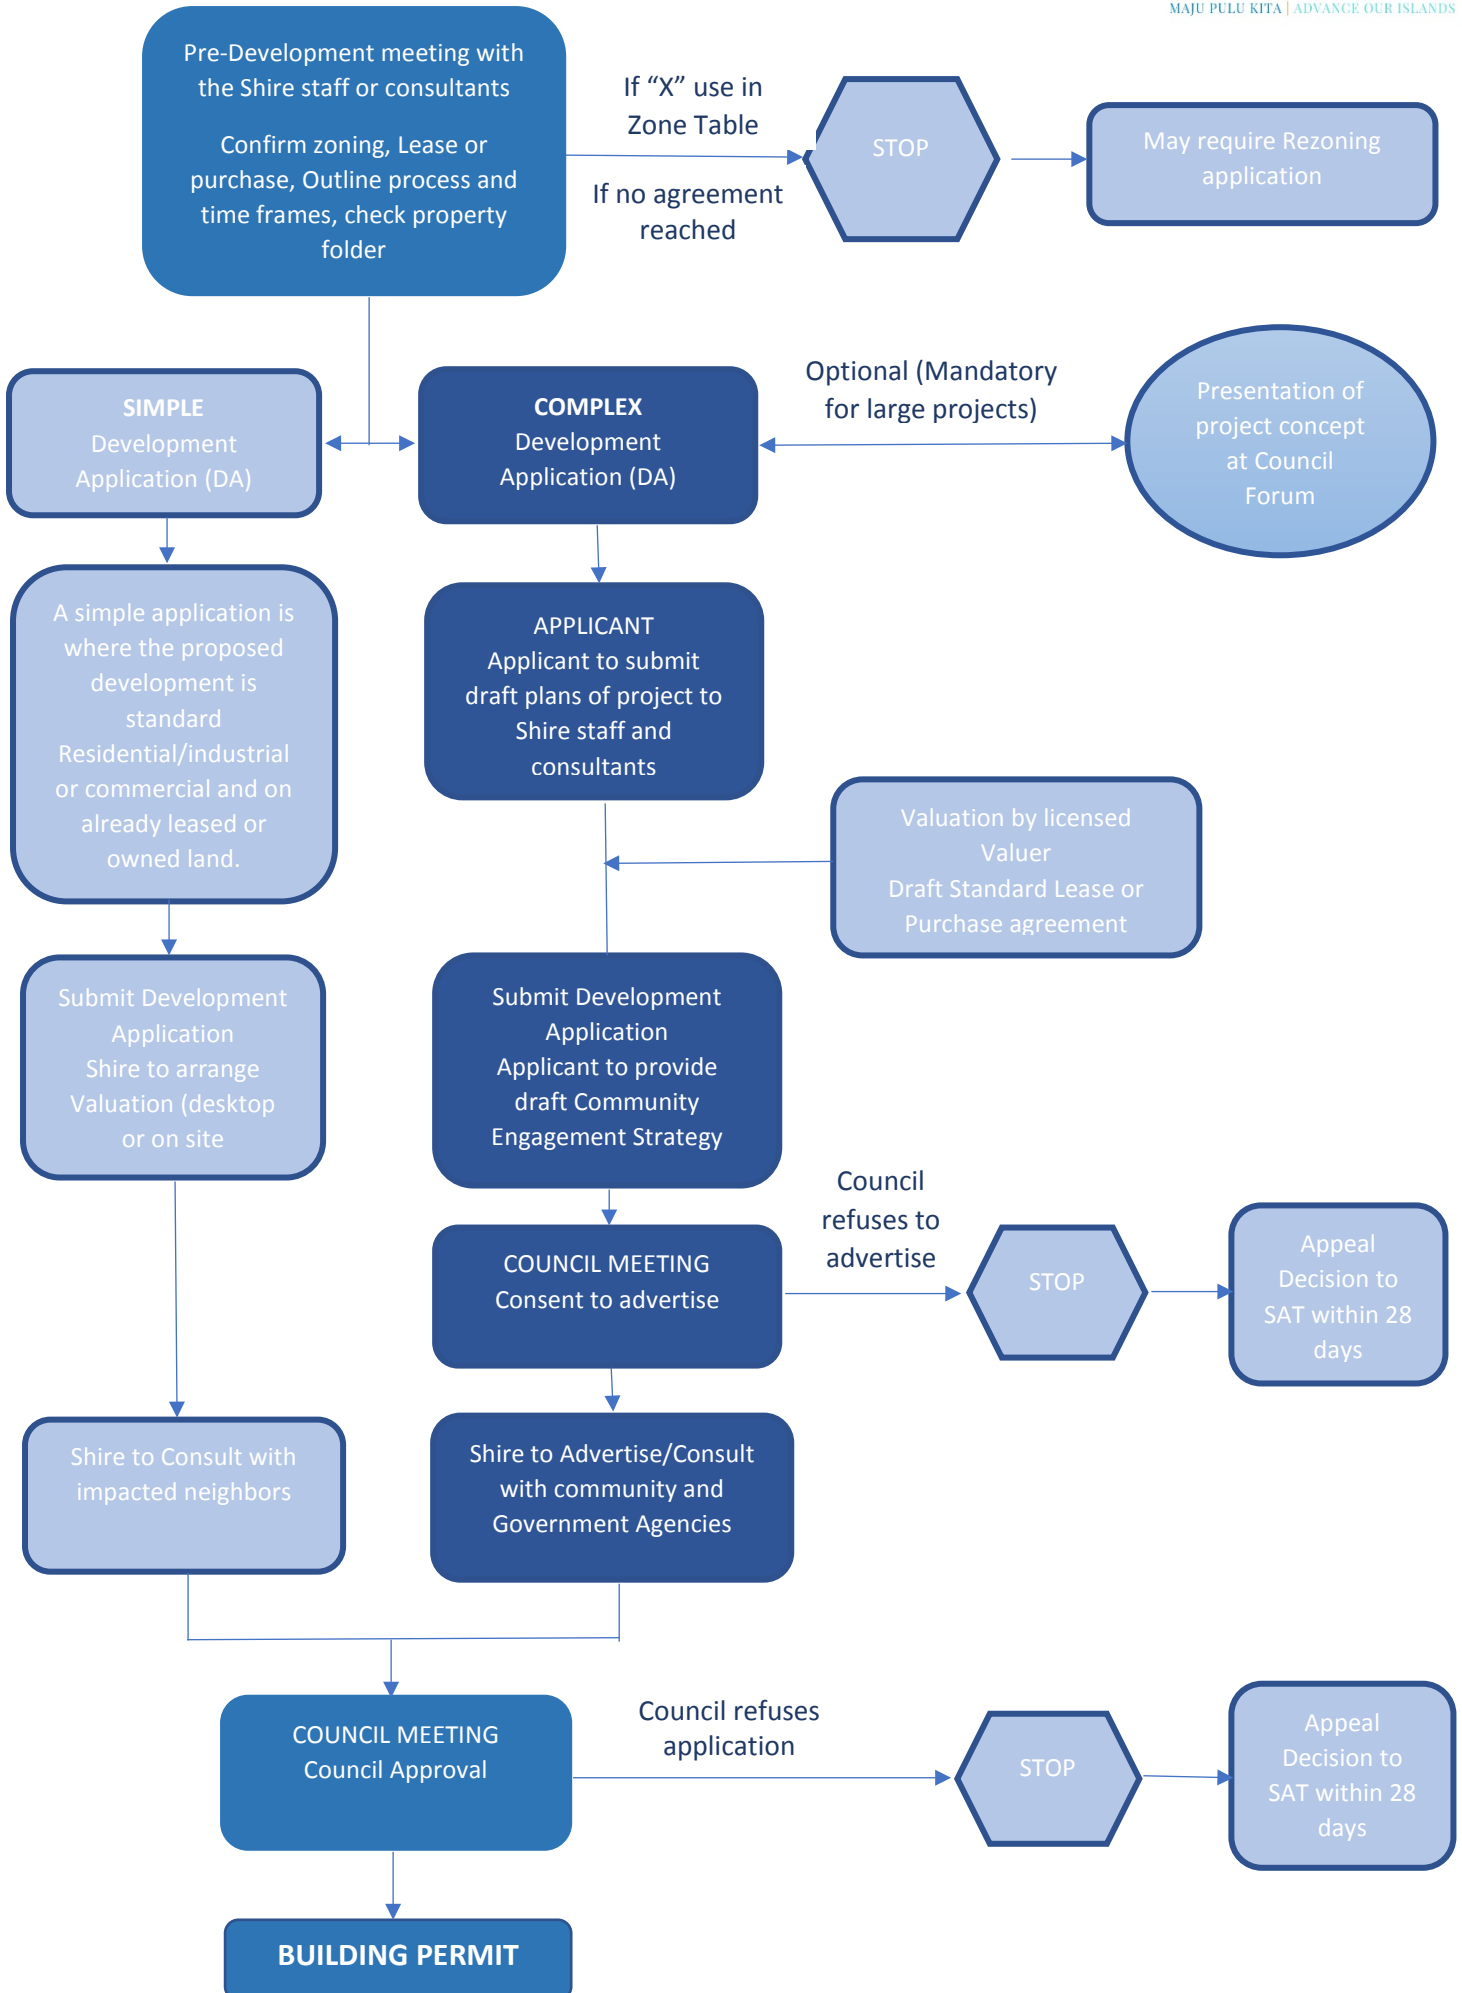 MAJU PULU KITA | ADVANCE OUR ISLANDS
Pre-Development meeting with
the Shire staff or consultants
Confirm zoning, Lease or
purchase, Outline process and
time frames, check property
folder
If “X” use in
Zone Table
If no agreement
reached
STOP
May require Rezoning
application
SIMPLE
Development
Application (DA)
COMPLEX
Development
Application (DA)
Optional (Mandatory
for large projects)
Presentation of
project concept
at Council
Forum
A simple application is
where the proposed
development is
standard
Residential/industrial
or commercial and on
already leased or
owned land.
APPLICANT
Applicant to submit
draft plans of project to
Shire staff and
consultants
Valuation by licensed
Valuer
Draft Standard Lease or
Purchase agreement
Submit Development
Application
Shire to arrange
Valuation (desktop
or on site
Submit Development
Application
Applicant to provide
draft Community
Engagement Strategy
COUNCIL MEETING
Consent to advertise
Council
refuses to
advertise
STOP
Appeal
Decision to
SAT within 28
days
Shire to Consult with
impacted neighbors
Shire to Advertise/Consult
with community and
Government Agencies
COUNCIL MEETING
Council Approval
Council refuses
application
STOP
Appeal
Decision to
SAT within 28
days
BUILDING PERMIT